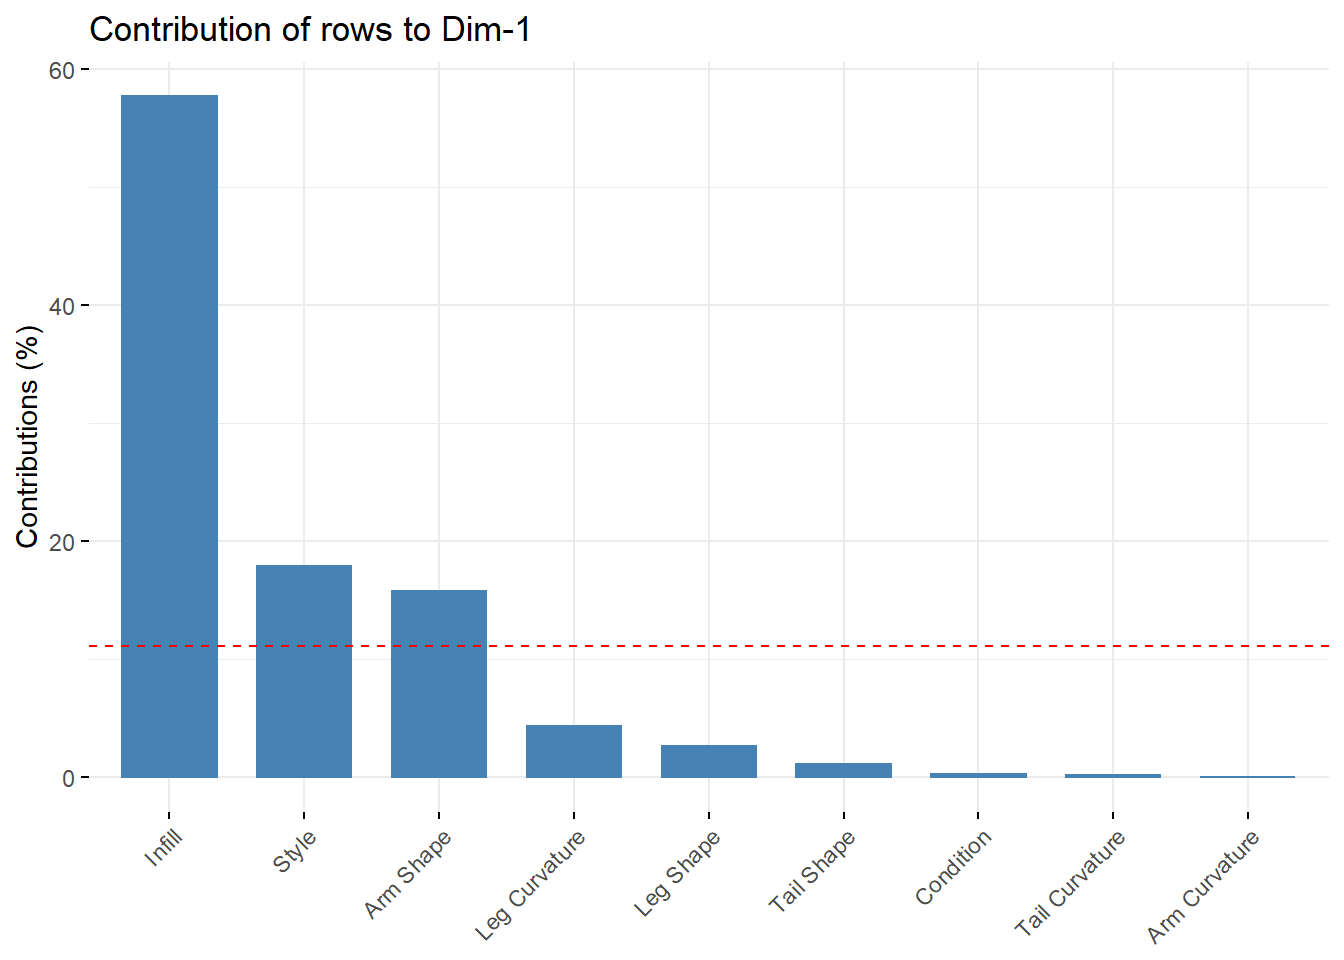 Contribution of rows to Dim-1
Contributions (%)
60
40
20
0
Infill
Style
Arm Shape
Leg Curvature
Leg Shape
Tail Shape
Condition
Tail Curvature
Arm Curvature